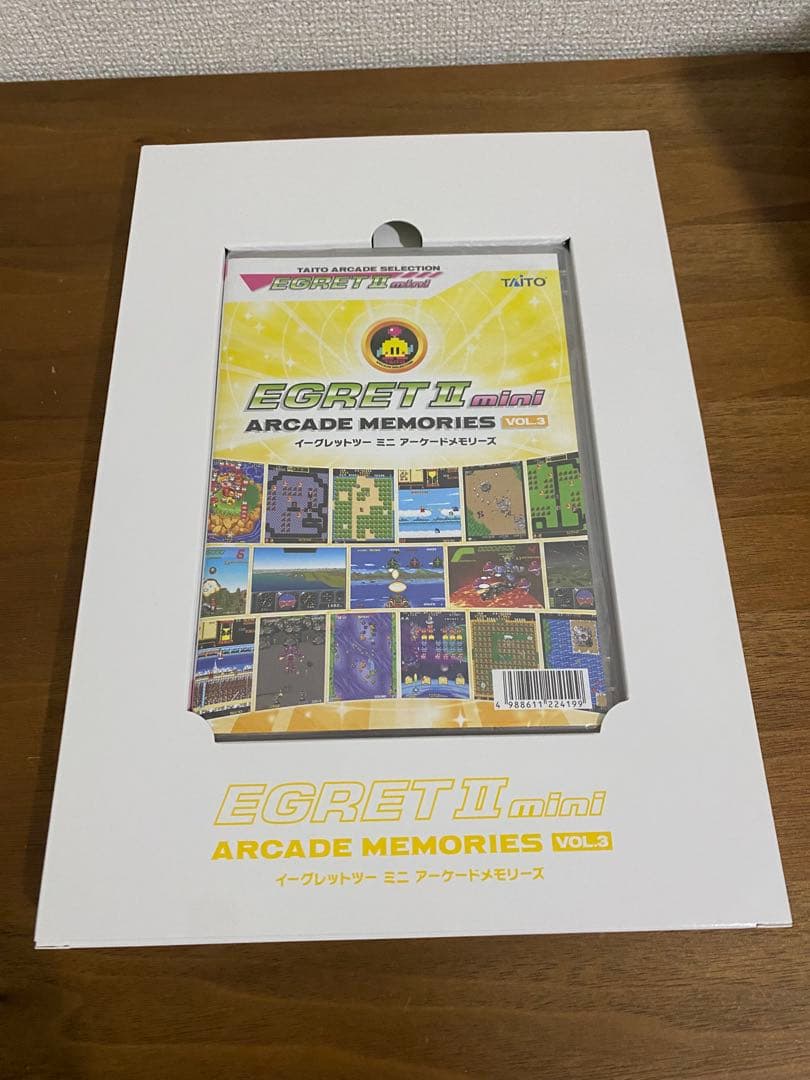 TAITO ARCADE SELECTION
EGRET II mini
TAITO
EGRET II mini
ARCADE MEMORIES VOL.3
イーグレットツー ミニ アーケードメモリーズ
4 988611 224199
EGRET II mini
ARCADE MEMORIES VOL.3
イーグレットツー ミニ アーケードメモリーズ